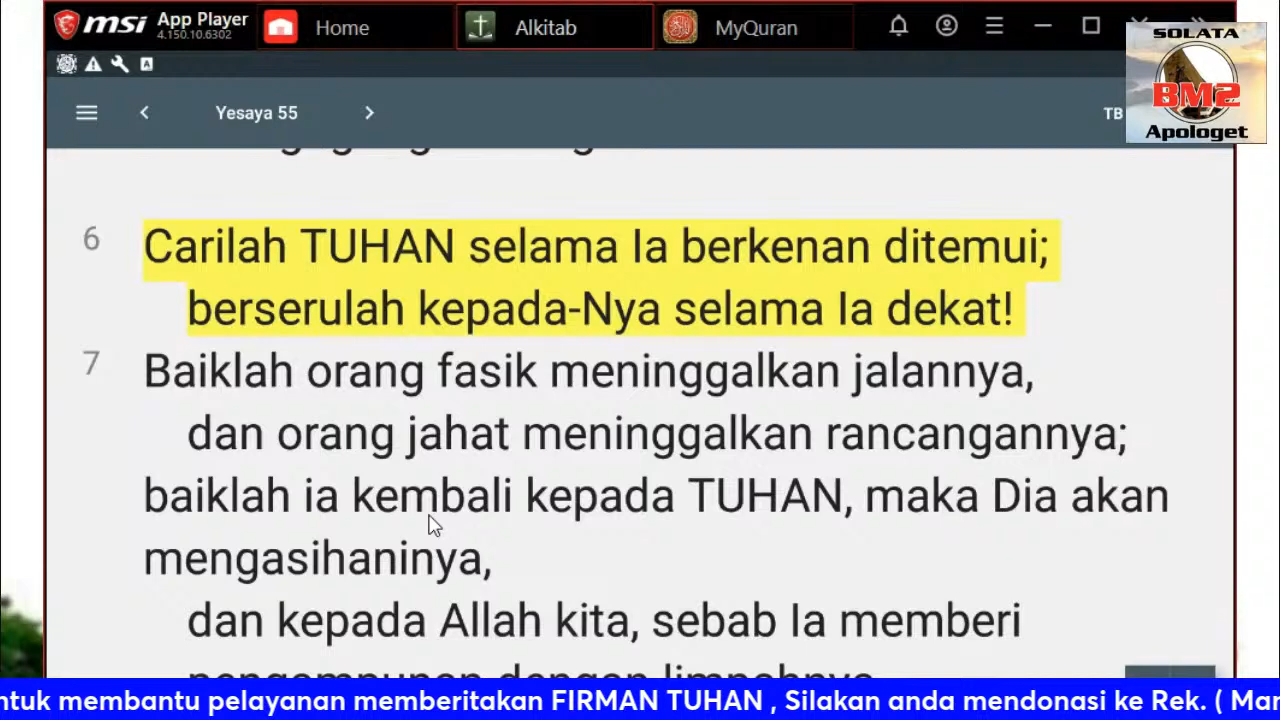 msi App Player
4.150.10.6302
Home
Alkitab
MyQuran
SOLATA
BM2
Apologet
Yesaya 55
TB
6 Carilah TUHAN selama Ia berkenan ditemui;
berserulah kepada-Nya selama Ia dekat!
7 Baiklah orang fasik meninggalkan jalannya,
dan orang jahat meninggalkan rancangannya;
baiklah ia kembali kepada TUHAN, maka Dia akan
mengasihaninya,
dan kepada Allah kita, sebab Ia memberi
pengampunan dengan limpahnya
ntuk membantu pelayanan memberitakan FIRMAN TUHAN , Silakan anda mendonasi ke Rek. ( Mar